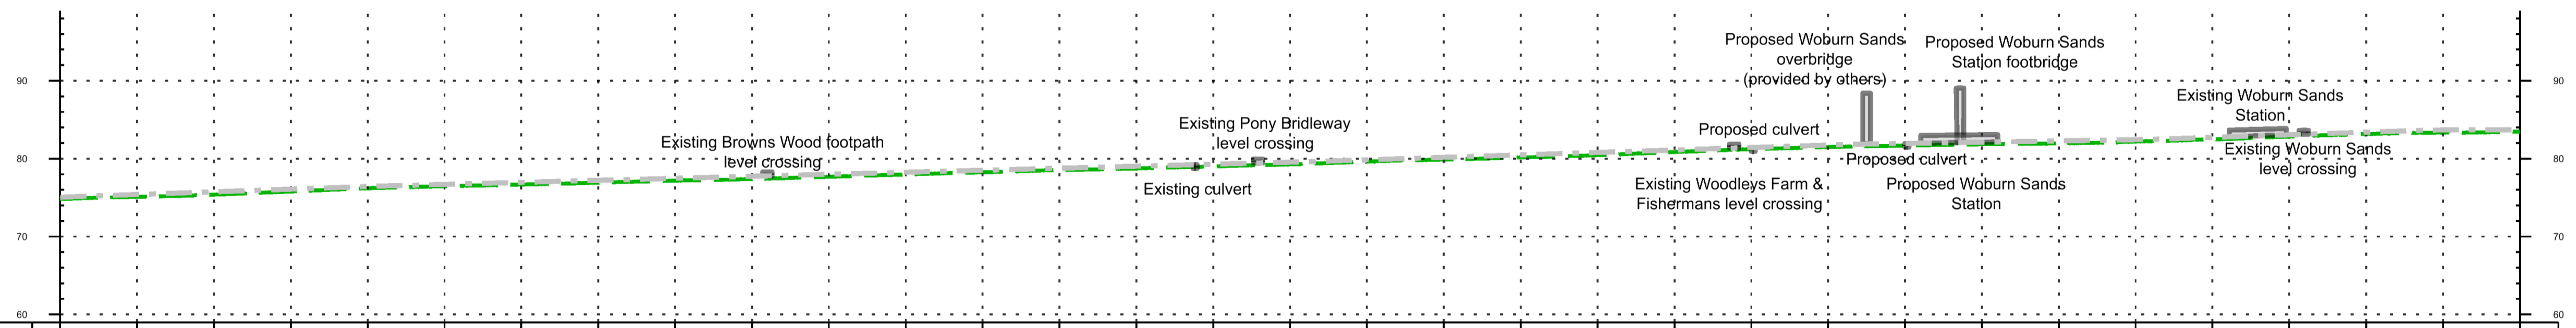 Proposed Woburn Sands
overbridge
(provided by others)
Proposed Woburn Sands
Station footbridge
90
90
Existing Woburn Sands
Station
Existing Pony Bridleway
level crossing
Proposed culvert
Existing Browns Wood footpath
level crossing
80
80
Proposed culvert
Existing Woburn Sands
level crossing
Existing culvert
Existing Woodleys Farm &
Fishermans level crossing
Proposed Woburn Sands
Station
70
70
60
60